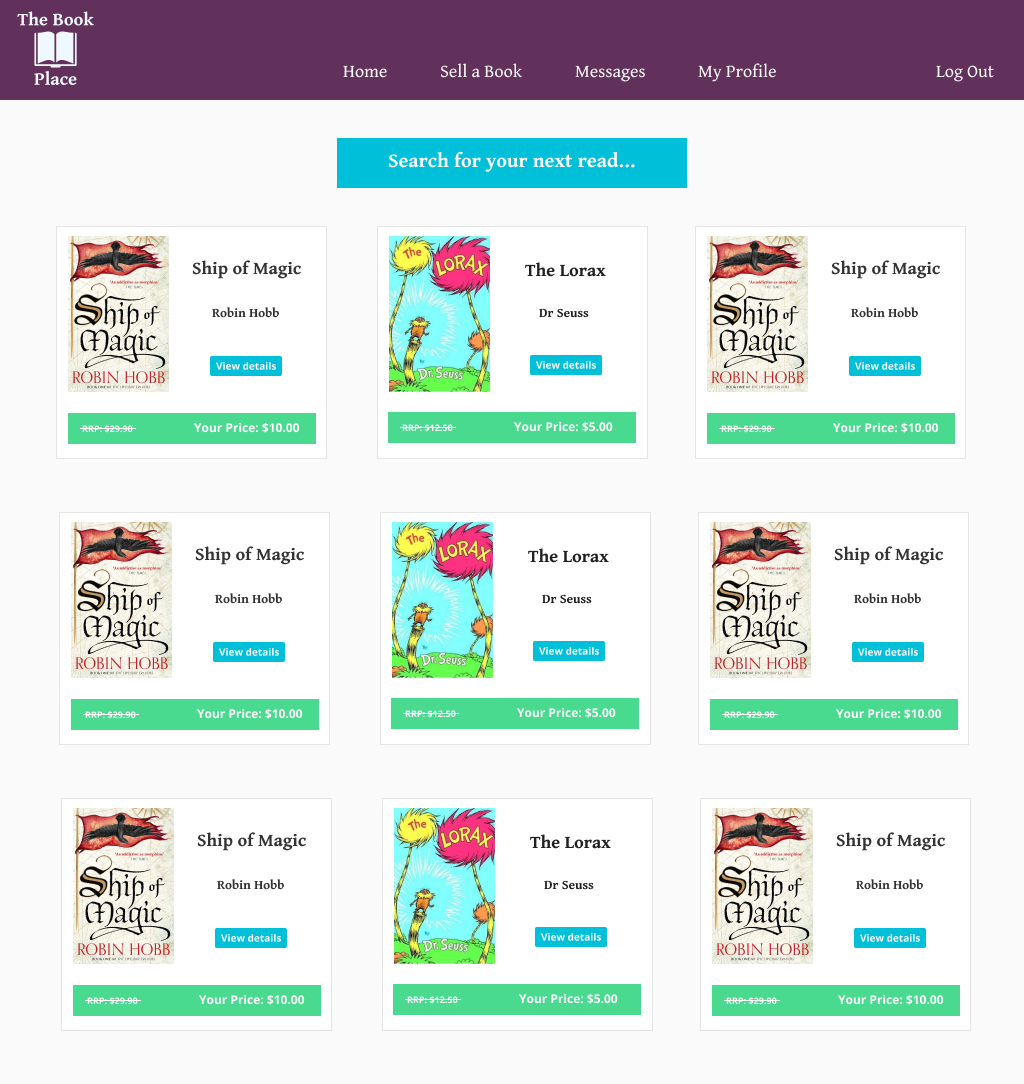 The Book
Place
Home Sell a Book Messages My Profile Log Out
Search for your next read...
The LORAX
by
Dr. Seuss
Ship of Magic
Robin Hobb
View details
RRP: $29.90 Your Price: $10.00
"An addictive as morphine"
THE TIMES
Ship of
Magic
ROBIN HOBB
The Lorax
Dr Seuss
View details
RRP: $12.50 Your Price: $5.00
Ship of
Magic
ROBIN HOBB
Ship of Magic
Robin Hobb
View details
RRP: $29.90 Your Price: $10.00
Ship of
Magic
ROBIN HOBB
Ship of Magic
Robin Hobb
View details
RRP: $29.90 Your Price: $10.00
The LORAX
Dr. Seuss
The Lorax
Dr Seuss
View details
RRP: $12.50 Your Price: $5.00
Ship of
Magic
ROBIN HOBB
Ship of Magic
Robin Hobb
View details
RRP: $29.90 Your Price: $10.00
Ship of
Magic
ROBIN HOBB
Ship of Magic
Robin Hobb
View details
RRP: $29.90 Your Price: $10.00
The LORAX
Dr. Seuss
The Lorax
Dr Seuss
View details
RRP: $12.50 Your Price: $5.00
Ship of
Magic
ROBIN HOBB
Ship of Magic
Robin Hobb
View details
RRP: $29.90 Your Price: $10.00